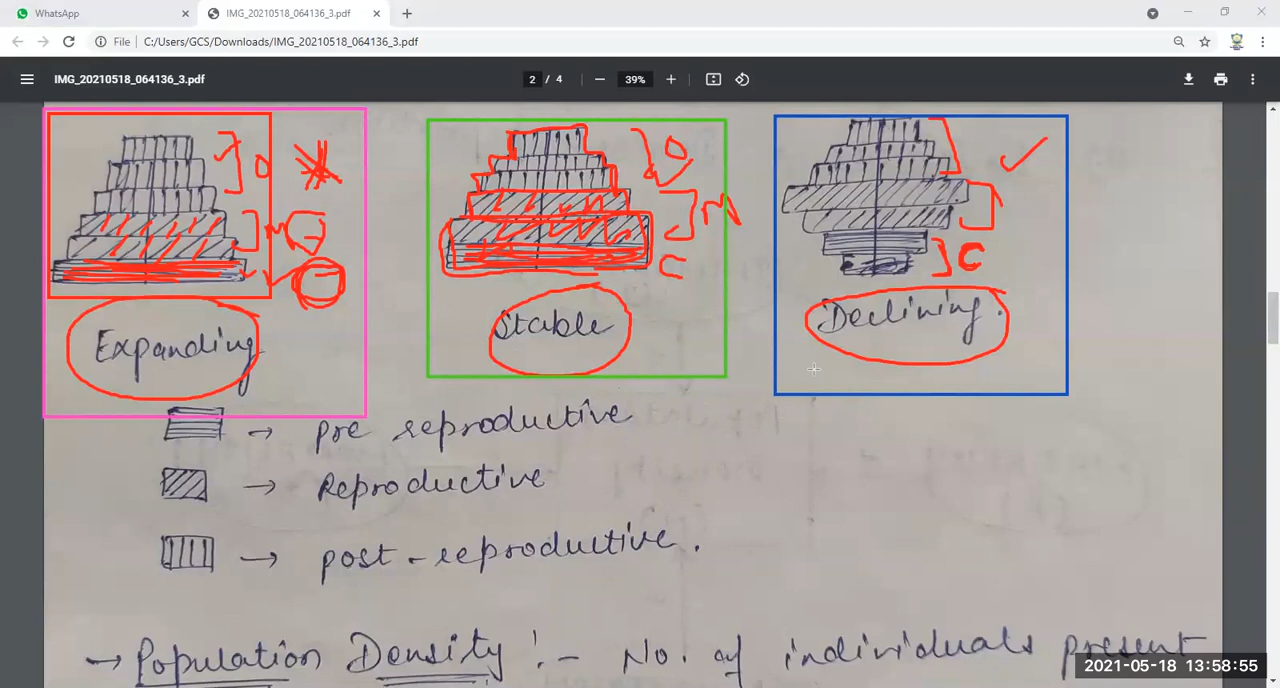 WhatsApp
IMG_20210518_064136_3.pdf
File C:/Users/GCS/Downloads/IMG_20210518_064136_3.pdf
IMG_20210518_064136_3.pdf
2 / 4
39%
O
M
O
M
C
C
Expanding
Stable
Declining.
→ pre reproductive
→ Reproductive
→ post-reproductive.
→ Population Density :- No. of individuals present
2021-05-18 13:58:55